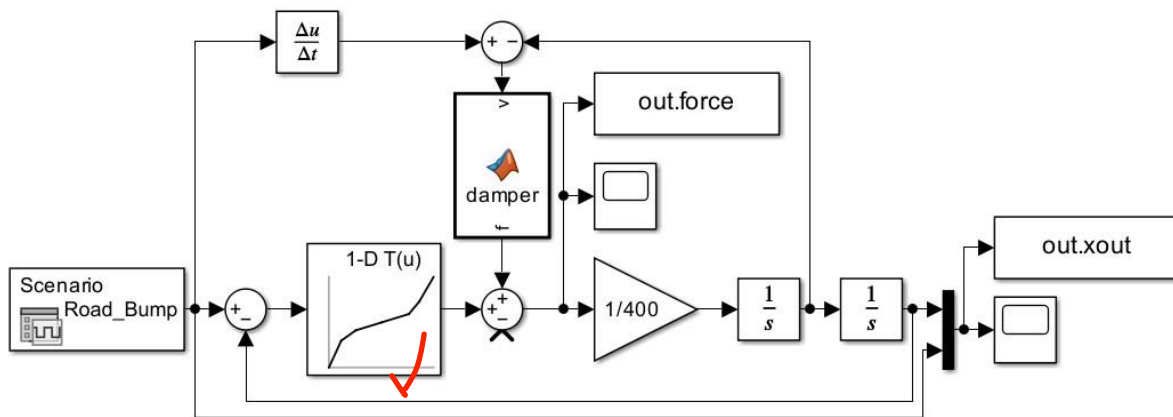 Δu
Δt
+ −
out.force
v
damper
f
1-D T(u)
Scenario
Road_Bump
+
−
+
+
−
1/400
1
s
1
s
out.xout